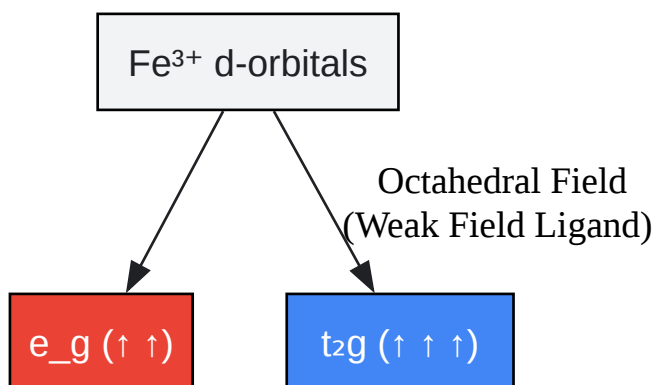 Fe³⁺ d-orbitals
Octahedral Field
(Weak Field Ligand)
e_g (↑ ↑)
t₂g (↑ ↑ ↑)